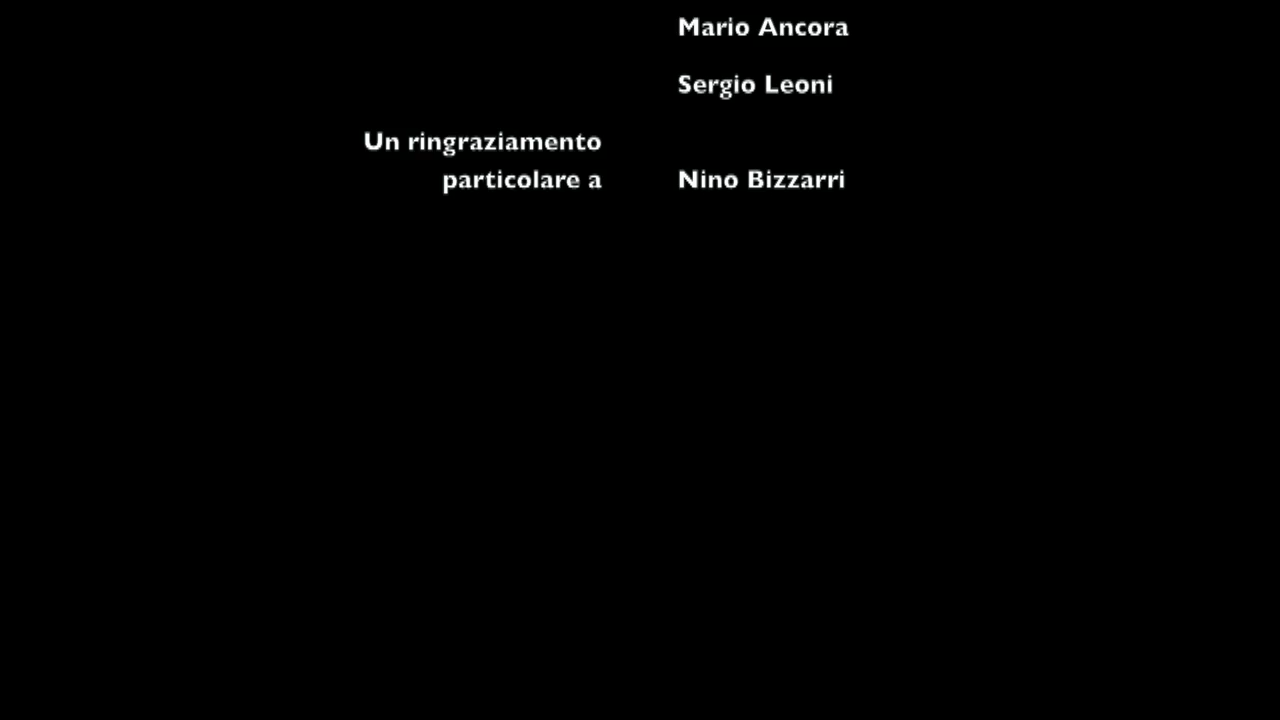 Mario Ancora
Sergio Leoni
Un ringraziamento
particolare a Nino Bizzarri